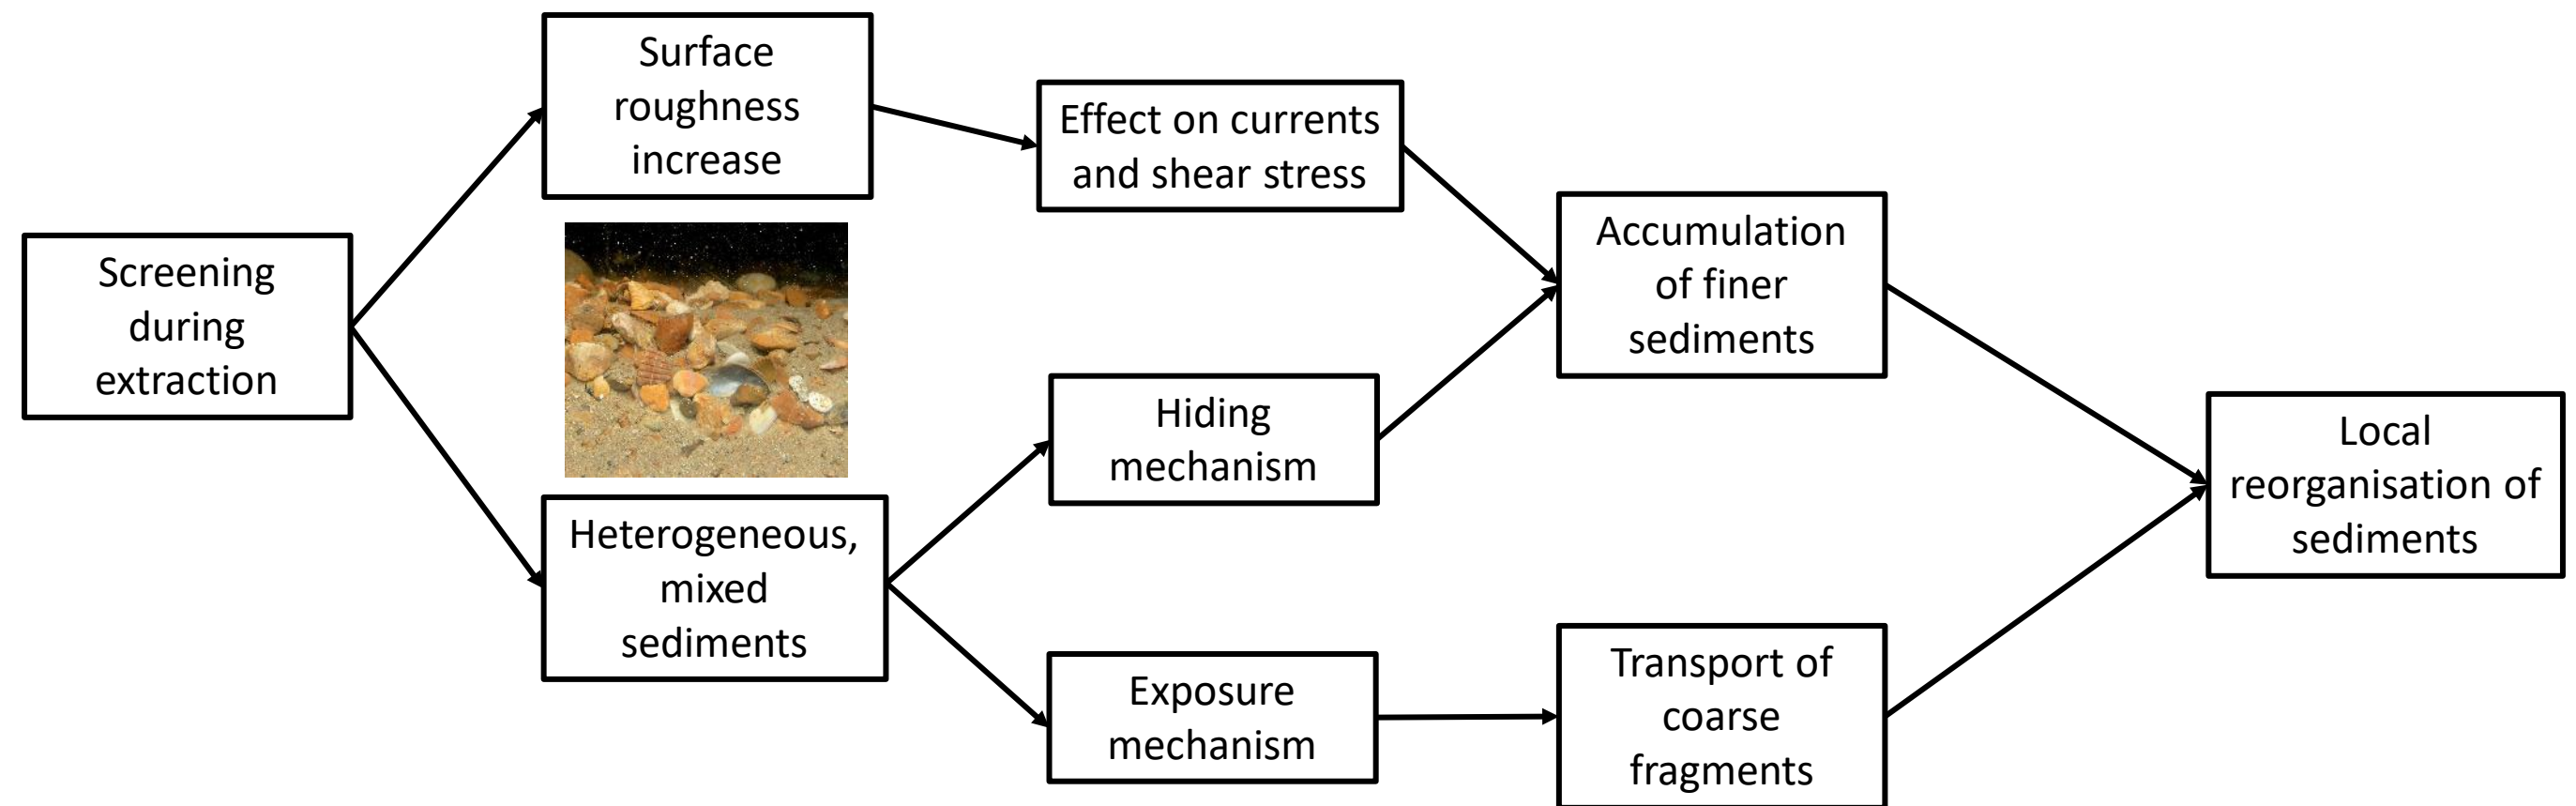 Surface
roughness
increase
Effect on currents
and shear stress
Screening
during
extraction
Accumulation
of finer
sediments
Hiding
mechanism
Heterogeneous,
mixed
sediments
Local
reorganisation of
sediments
Exposure
mechanism
Transport of
coarse
fragments